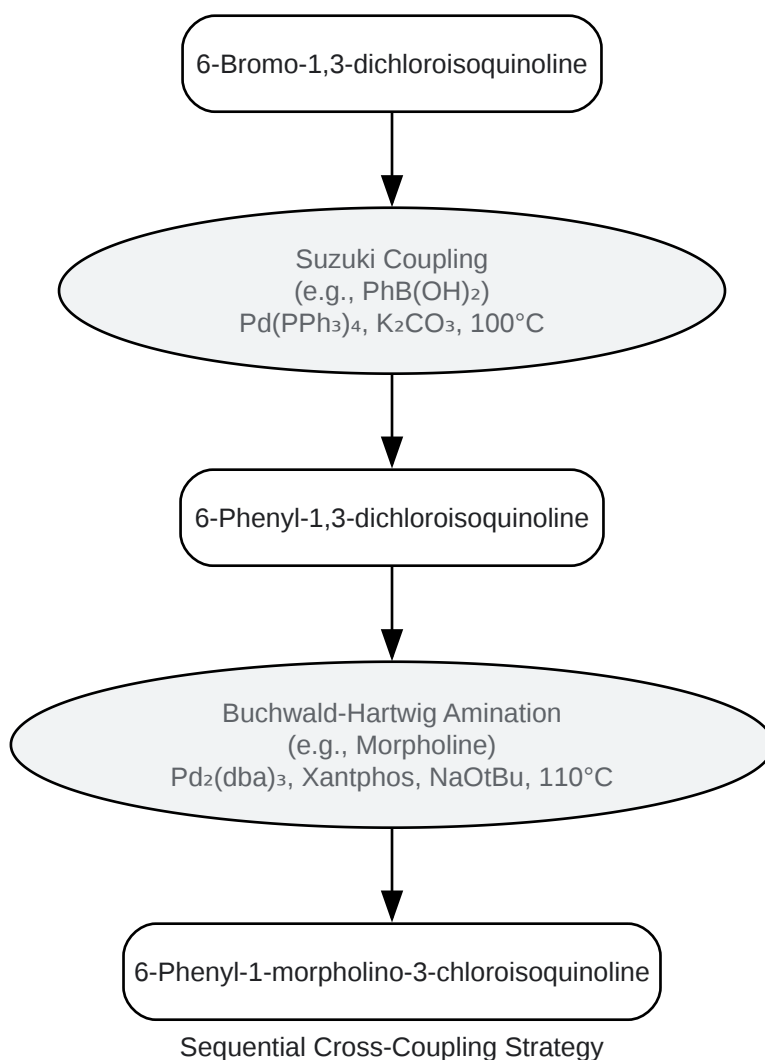 6-Bromo-1,3-dichloroisoquinoline
Suzuki Coupling
(e.g., PhB(OH)₂)
Pd(PPh₃)₄, K₂CO₃, 100°C
6-Phenyl-1,3-dichloroisoquinoline
Buchwald-Hartwig Amination
(e.g., Morpholine)
Pd₂(dba)₃, Xantphos, NaOtBu, 110°C
6-Phenyl-1-morpholino-3-chloroisoquinoline
Sequential Cross-Coupling Strategy